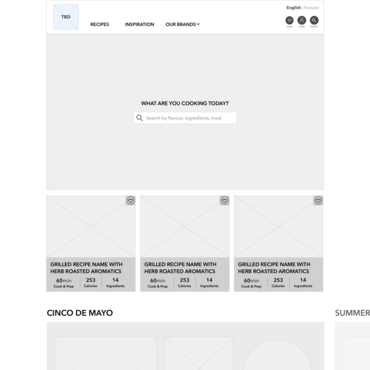 TBD
English | Français
RECIPES INSPIRATION OUR BRANDS
WHAT ARE YOU COOKING TODAY?
Search by flavour, ingredients, meal
GRILLED RECIPE NAME WITH
HERB ROASTED AROMATICS
60min 253 14
Cook & Prep Calories Ingredients
GRILLED RECIPE NAME WITH
HERB ROASTED AROMATICS
60min 253 14
Cook & Prep Calories Ingredients
GRILLED RECIPE NAME WITH
HERB ROASTED AROMATICS
60min 253 14
Cook & Prep Calories Ingredients
CINCO DE MAYO
SUMMER